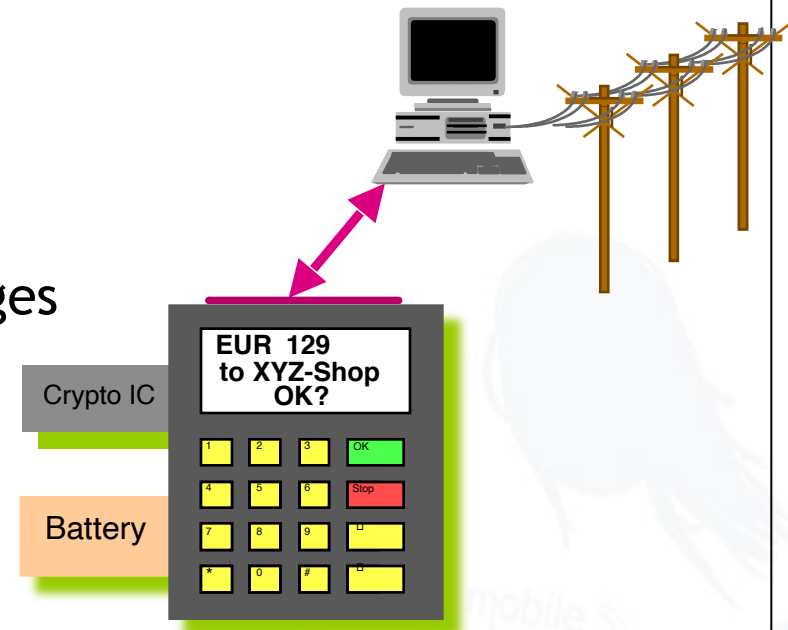 ges
EUR 129
to XYZ-Shop
OK?
Crypto IC
Battery
1 2 3 OK
4 5 6 Stop
7 8 9
* 0 #
mobile